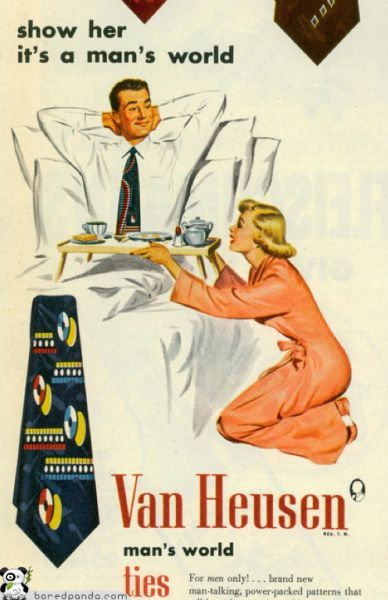 show her
it's a man's world
Van Heusen
REG. T. M.
man's world
ties
For men only! . . . brand new
man-talking, power-packed patterns that
boredpanda.com